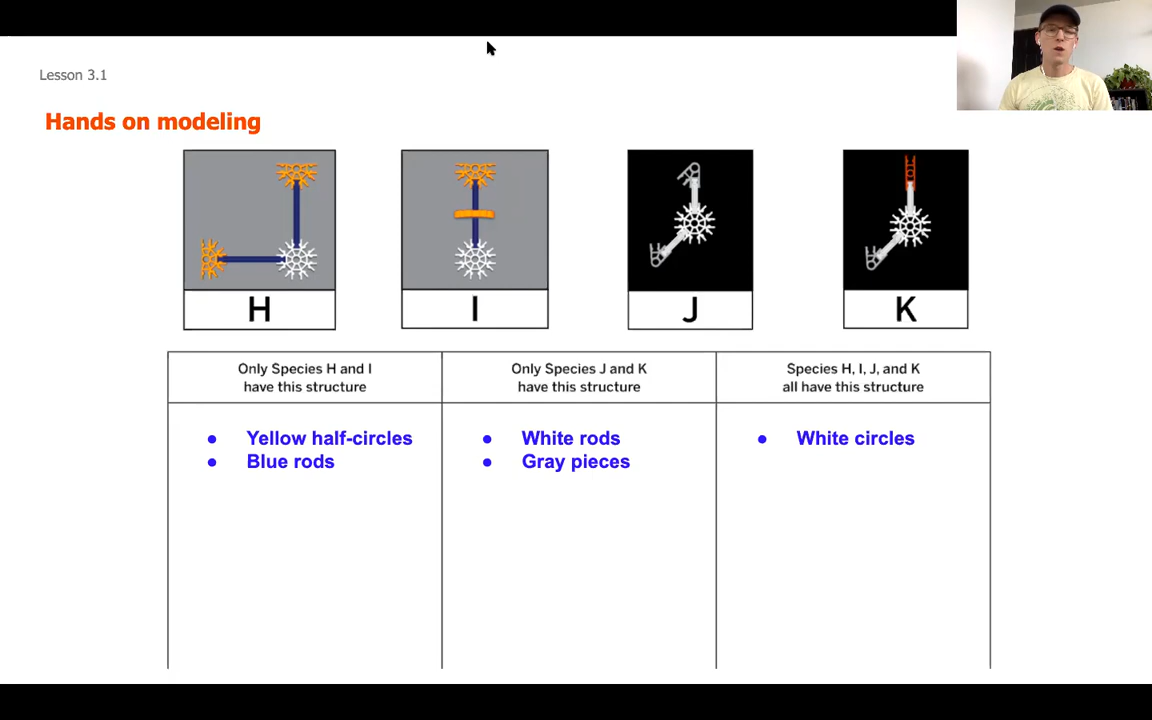 Lesson 3.1
Hands on modeling
H
I
J
K
Only Species H and I
have this structure
Only Species J and K
have this structure
Species H, I, J, and K
all have this structure
● Yellow half-circles
● Blue rods
● White rods
● Gray pieces
● White circles